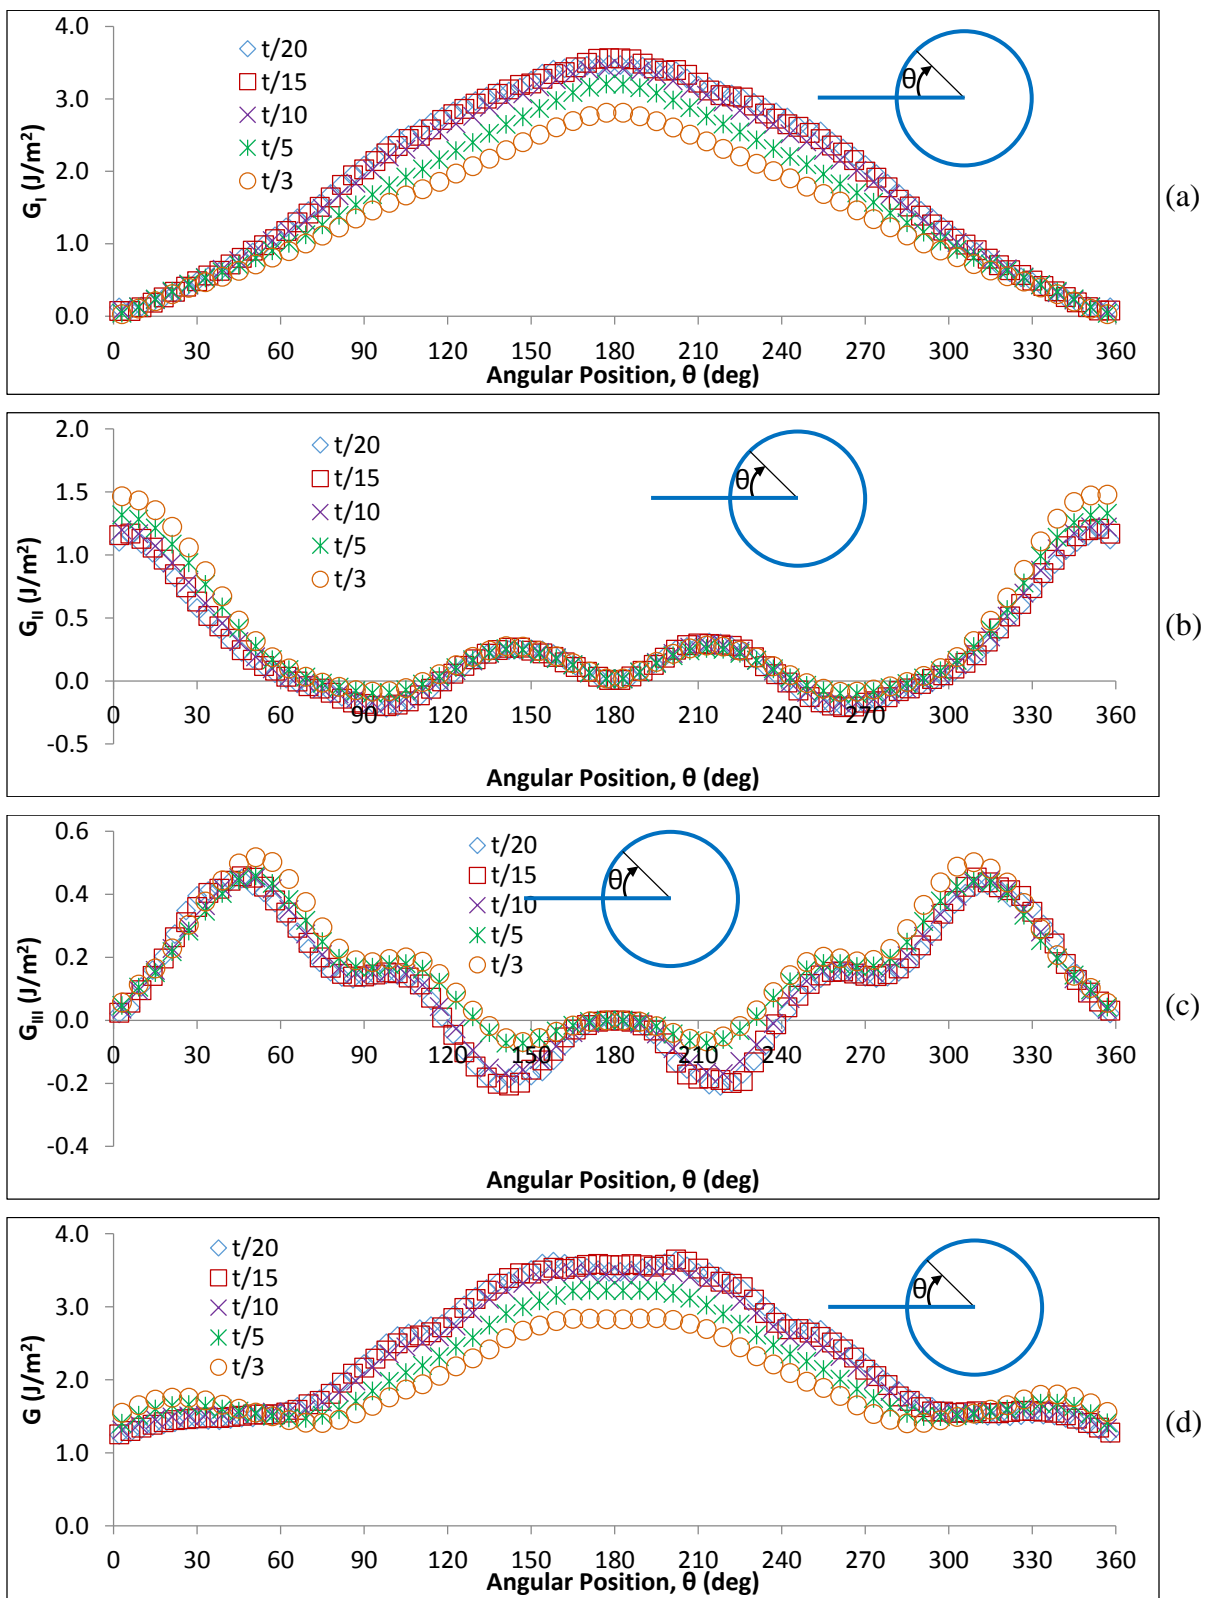 4.0
3.0
2.0
1.0
0.0
G_I (J/m²)
t/20
t/15
t/10
t/5
t/3
θ
0 30 60 90 120 150 180 210 240 270 300 330 360
Angular Position, θ (deg)
(a)
2.0
1.5
1.0
0.5
0.0
-0.5
G_II (J/m²)
t/20
t/15
t/10
t/5
t/3
θ
0 30 60 90 120 150 180 210 240 270 300 330 360
Angular Position, θ (deg)
(b)
0.6
0.4
0.2
0.0
-0.2
-0.4
G_III (J/m²)
t/20
t/15
t/10
t/5
t/3
θ
0 30 60 90 120 150 180 210 240 270 300 330 360
Angular Position, θ (deg)
(c)
4.0
3.0
2.0
1.0
0.0
G (J/m²)
t/20
t/15
t/10
t/5
t/3
θ
0 30 60 90 120 150 180 210 240 270 300 330 360
Angular Position, θ (deg)
(d)